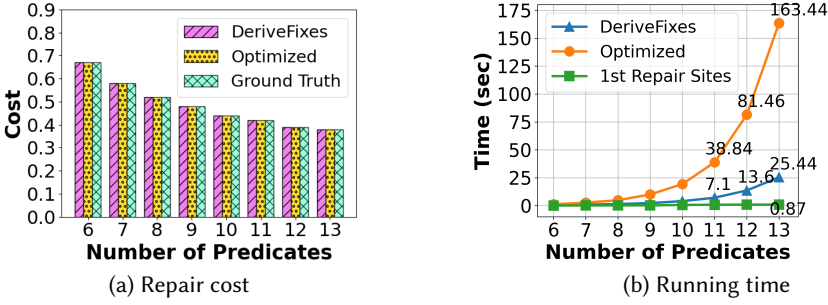 0.9
0.8
0.7
0.6
0.5
0.4
0.3
0.2
0.1
0.0
Cost
DeriveFixes
Optimized
Ground Truth
6 7 8 9 10 11 12 13
Number of Predicates
(a) Repair cost
175
150
125
100
75
50
25
0
Time (sec)
DeriveFixes
Optimized
1st Repair Sites
163.44
81.46
38.84
25.44
13.6
7.1
0.87
6 7 8 9 10 11 12 13
Number of Predicates
(b) Running time